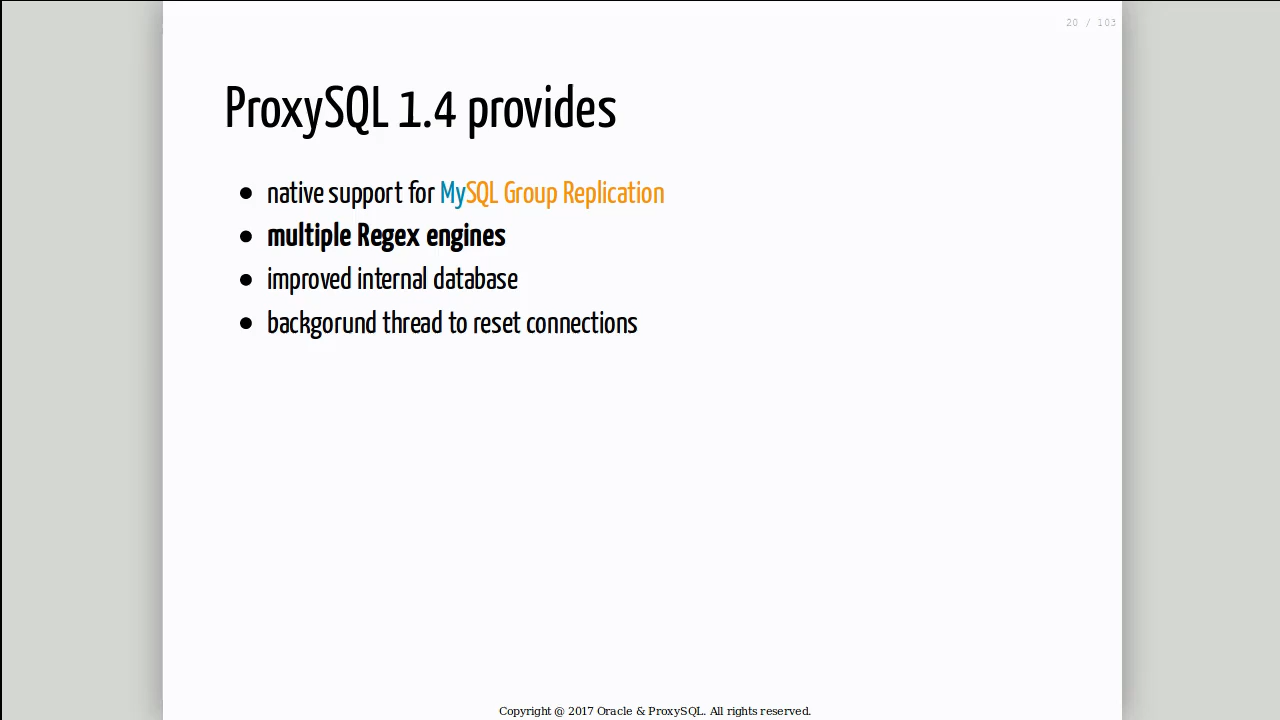 20 / 103
ProxySQL 1.4 provides
native support for MySQL Group Replication
multiple Regex engines
improved internal database
backgorund thread to reset connections
Copyright @ 2017 Oracle & ProxySQL. All rights reserved.